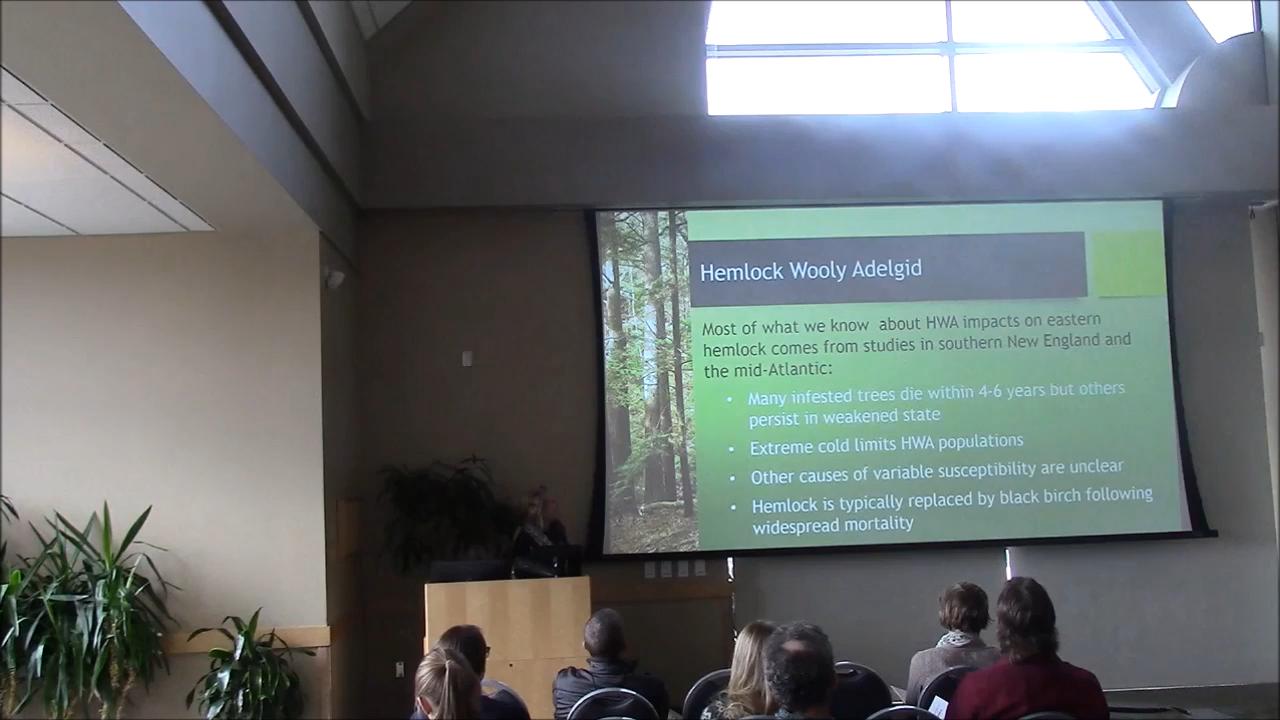 Hemlock Wooly Adelgid
Most of what we know about HWA impacts on eastern
hemlock comes from studies in southern New England and
the mid-Atlantic:
• Many infested trees die within 4-6 years but others
persist in weakened state
• Extreme cold limits HWA populations
• Other causes of variable susceptibility are unclear
• Hemlock is typically replaced by black birch following
widespread mortality